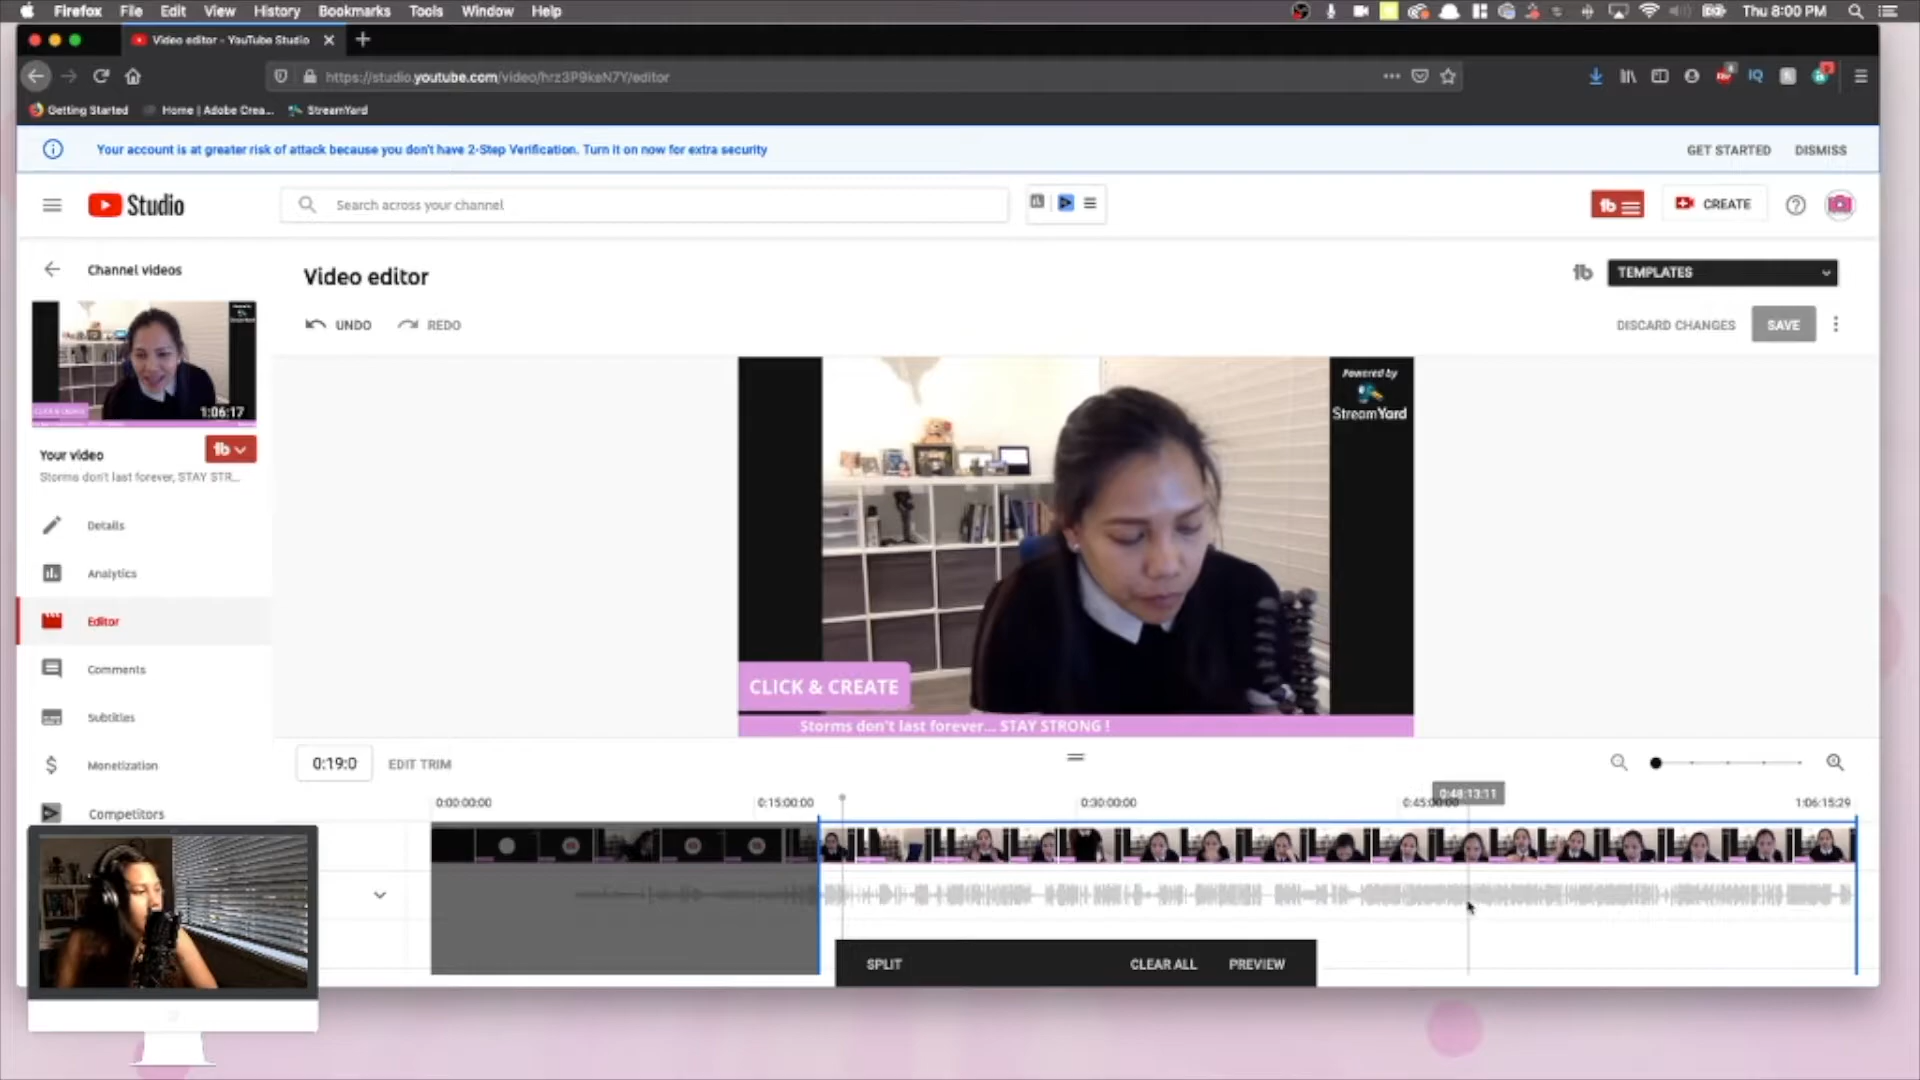 Firefox File Edit View History Bookmarks Tools Window Help
Thu 8:00 PM
Video editor - YouTube Studio
https://studio.youtube.com/video/hrz3P9keN7Y/editor
IQ
Getting Started Home | Adobe Crea... StreamYard
Your account is at greater risk of attack because you don't have 2-Step Verification. Turn it on now for extra security
GET STARTED DISMISS
Studio
Search across your channel
CREATE
Channel videos
Video editor
TEMPLATES
UNDO REDO
DISCARD CHANGES SAVE
1:06:17
Your video
Storms don't last forever, STAY STR...
Details
Analytics
Editor
Comments
Subtitles
Monetization
Competitors
Powered by
StreamYard
CLICK & CREATE
Storms don't last forever... STAY STRONG !
0:19:0 EDIT TRIM
0:48:13:11
0:00:00:00 0:15:00:00 0:30:00:00 0:45:00:00 1:06:15:29
SPLIT CLEAR ALL PREVIEW